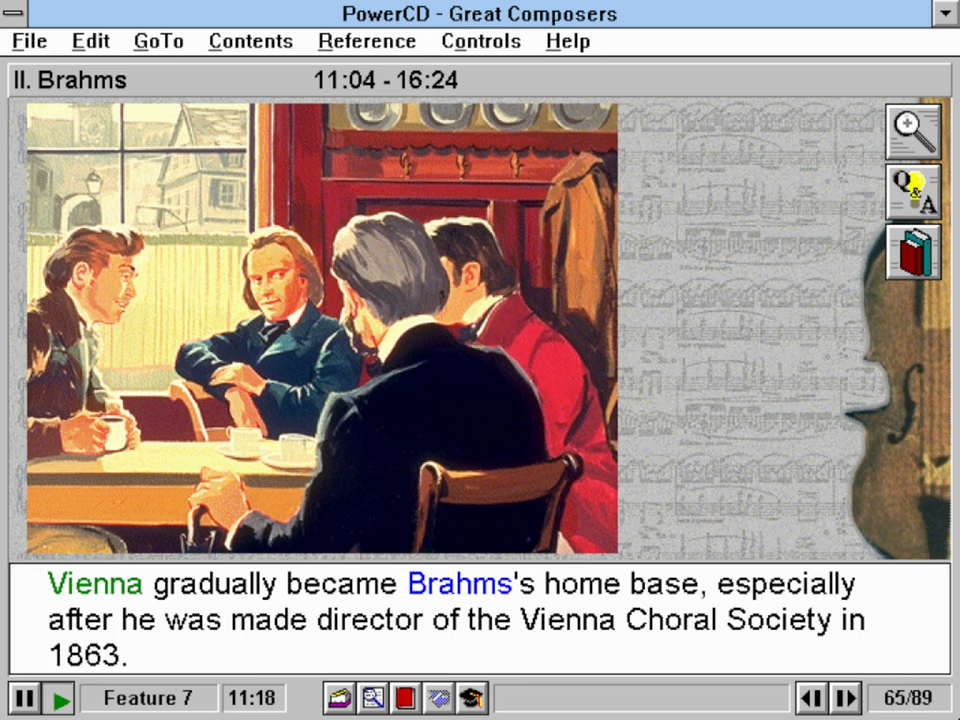 PowerCD - Great Composers
File Edit GoTo Contents Reference Controls Help
II. Brahms 11:04 - 16:24
Q
&
A
Vienna gradually became Brahms's home base, especially
after he was made director of the Vienna Choral Society in
1863.
Feature 7 11:18 65/89